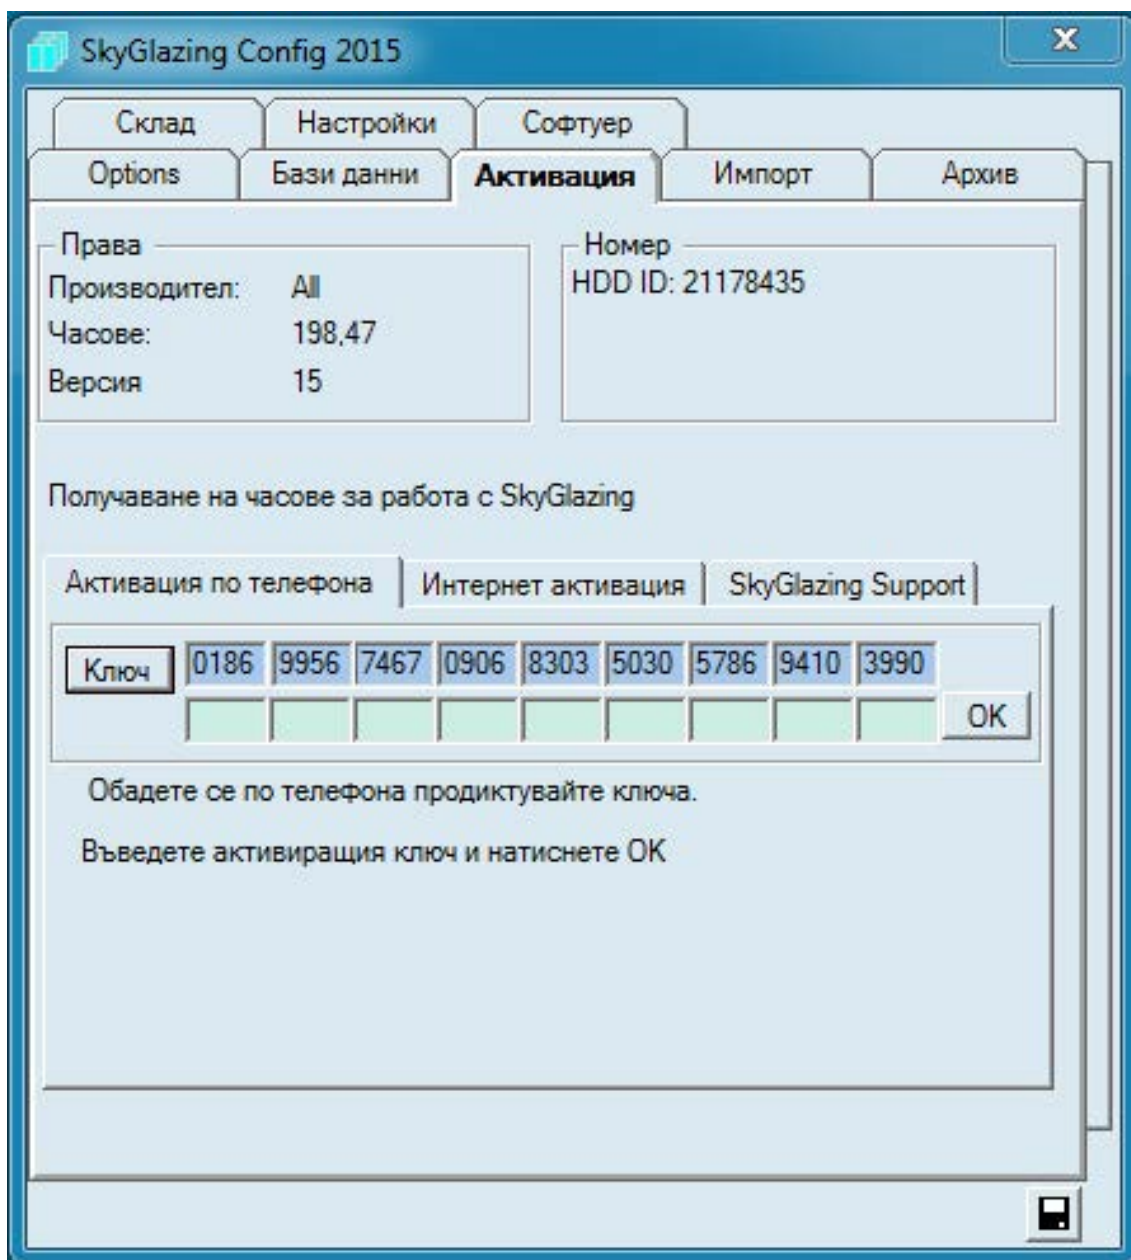 SkyGlazing Config 2015
X
Склад Настройки Софтуер
Options Бази данни Активация Импорт Архив
Права
Производител: All
Часове: 198,47
Версия 15
Номер
HDD ID: 21178435
Получаване на часове за работа с SkyGlazing
Активация по телефона Интернет активация SkyGlazing Support
Ключ 0186 9956 7467 0906 8303 5030 5786 9410 3990
OK
Обадете се по телефона продиктувайте ключа.
Въведете активиращия ключ и натиснете OK